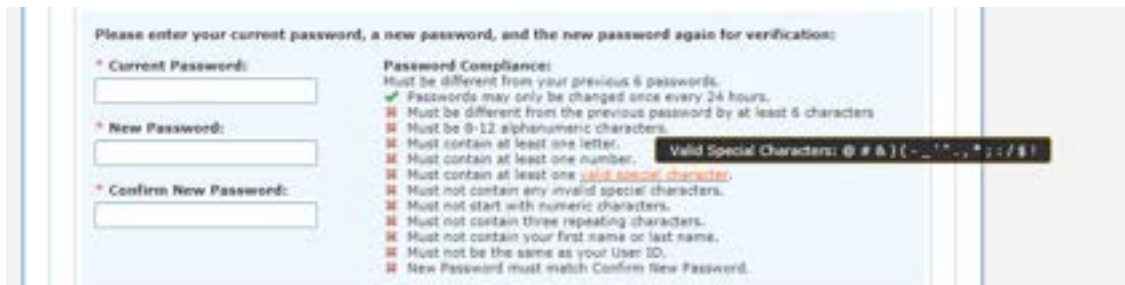 Please enter your current password, a new password, and the new password again for verification:
* Current Password:
* New Password:
* Confirm New Password:
Password Compliance:
Must be different from your previous 6 passwords.
Passwords may only be changed once every 24 hours.
Must be different from the previous password by at least 6 characters
Must be 8-12 alphanumeric characters.
Must contain at least one letter.
Must contain at least one number.
Must contain at least one valid special character.
Must not contain any invalid special characters.
Must not start with numeric characters.
Must not contain three repeating characters.
Must not contain your first name or last name.
Must not be the same as your User ID.
New Password must match Confirm New Password.
Valid Special Characters: @ # & ) ( - _ ' " . , * ; : / $ !